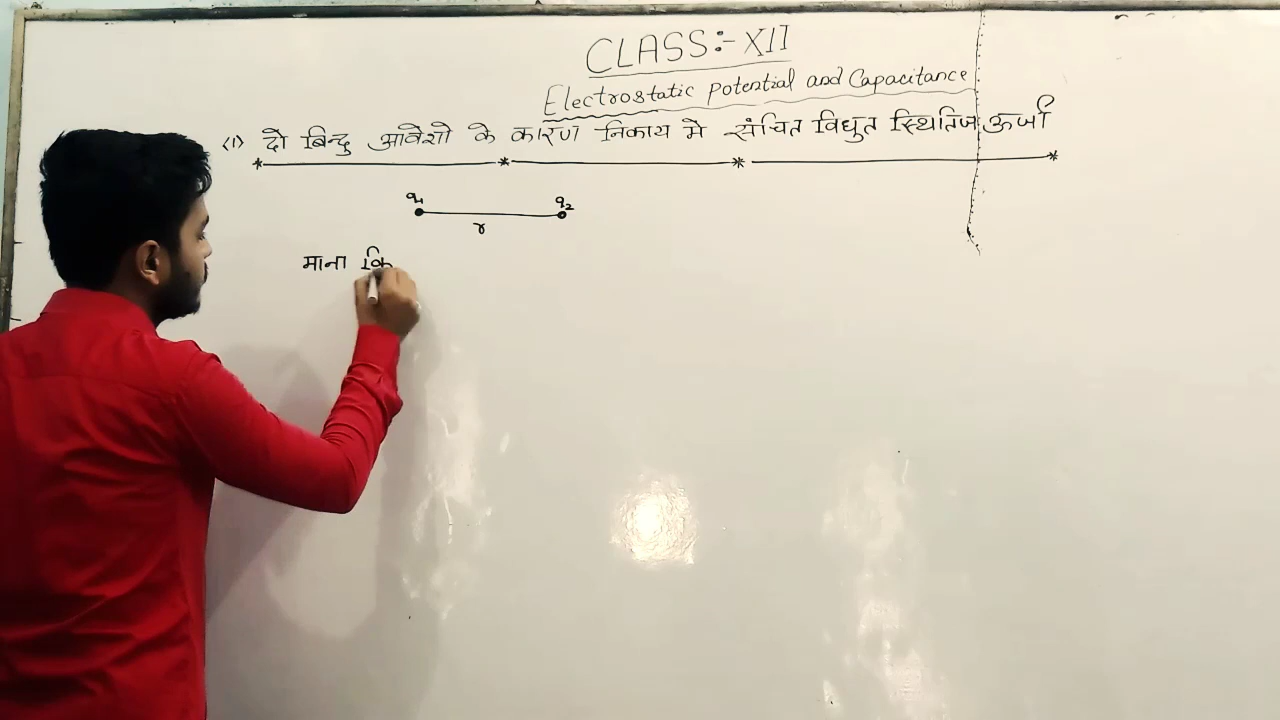 CLASS:- XII
Electrostatic Potential and Capacitance
(1) दो बिन्दु आवेशो के कारण निकाय मे संचित विधुत स्थितिज ऊर्जा
q₁ q₂
r
माना कि